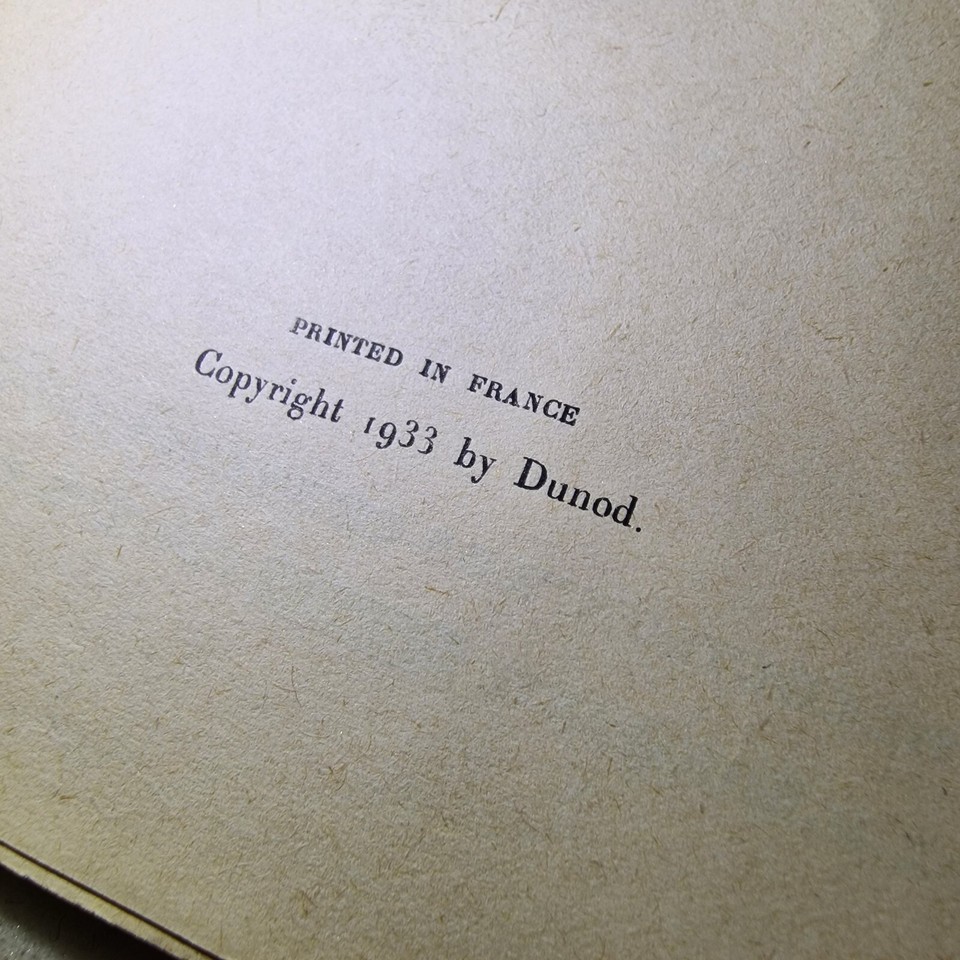 PRINTED IN FRANCE
Copyright 1933 by Dunod.